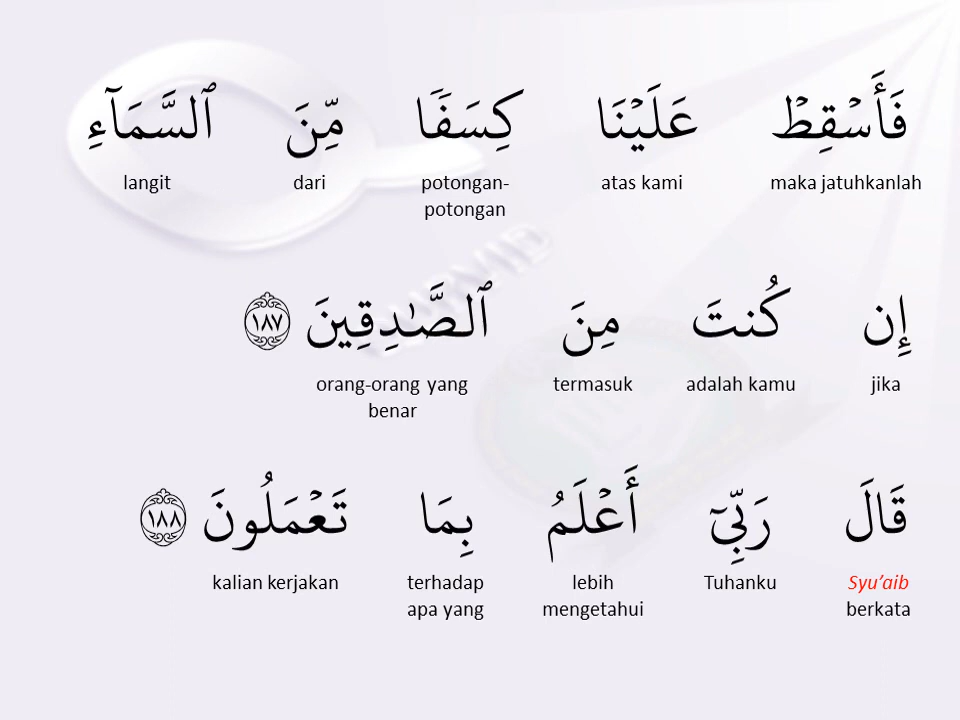 فَأَسْقِطْ عَلَيْنَا كِسَفًا مِّنَ ٱلسَّمَآءِ
maka jatuhkanlah atas kami potongan-potongan dari langit
إِن كُنتَ مِنَ ٱلصَّـٰدِقِينَ ١٨٧
jika adalah kamu termasuk orang-orang yang benar
قَالَ رَبِّىٓ أَعْلَمُ بِمَا تَعْمَلُونَ ١٨٨
Syu’aib berkata Tuhanku lebih mengetahui terhadap apa yang kalian kerjakan